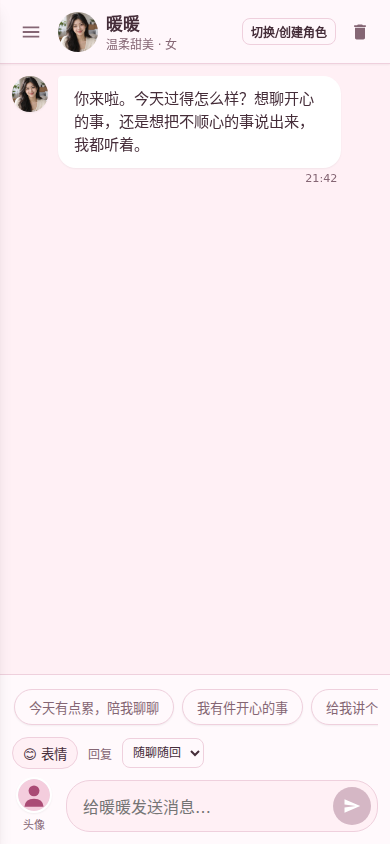 暖暖
温柔甜美 · 女
切换/创建角色
你来啦。今天过得怎么样？想聊开心
的事，还是想把不顺心的事说出来，
我都听着。
21:42
今天有点累，陪我聊聊
我有件开心的事
给我讲个
😊 表情
回复
随聊随回
头像
给暖暖发送消息…